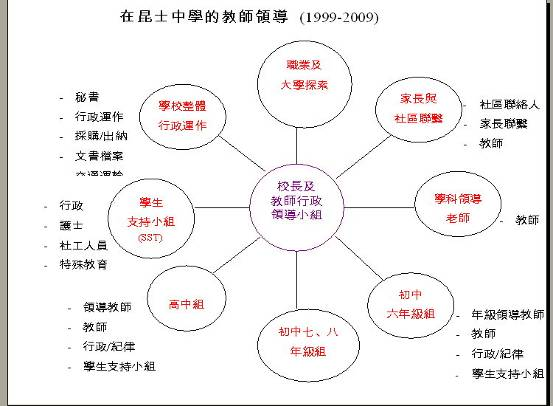 在昆士中學的教師領導 (1999-2009)
職業及
大學探索
學校整體
行政運作
家長與
社區聯繫
- 秘書
- 行政運作
- 採購/出納
- 文書檔案
- 交通運輸
- 社區聯絡人
- 家長聯繫
- 教師
校長及
教師行政
領導小組
學生
支持小組
(SST)
學科領導
老師
- 行政
- 護士
- 社工人員
- 特殊教育
- 教師
高中組
初中
六年級組
初中七、八
年級組
- 領導教師
- 教師
- 行政/紀律
- 學生支持小組
- 年級領導教師
- 教師
- 行政/紀律
- 學生支持小組